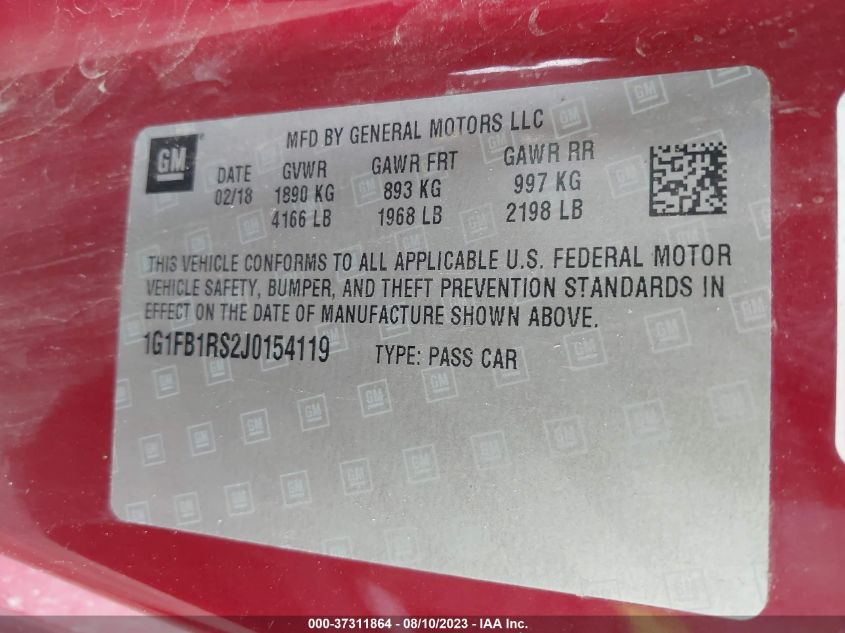 GM
MFD BY GENERAL MOTORS LLC
DATE GVWR GAWR FRT GAWR RR
02/18 1890 KG 893 KG 997 KG
4166 LB 1968 LB 2198 LB
THIS VEHICLE CONFORMS TO ALL APPLICABLE U.S. FEDERAL MOTOR
VEHICLE SAFETY, BUMPER, AND THEFT PREVENTION STANDARDS IN
EFFECT ON THE DATE OF MANUFACTURE SHOWN ABOVE.
1G1FB1RS2J0154119 TYPE: PASS CAR
000-37311864 - 08/10/2023 - IAA Inc.